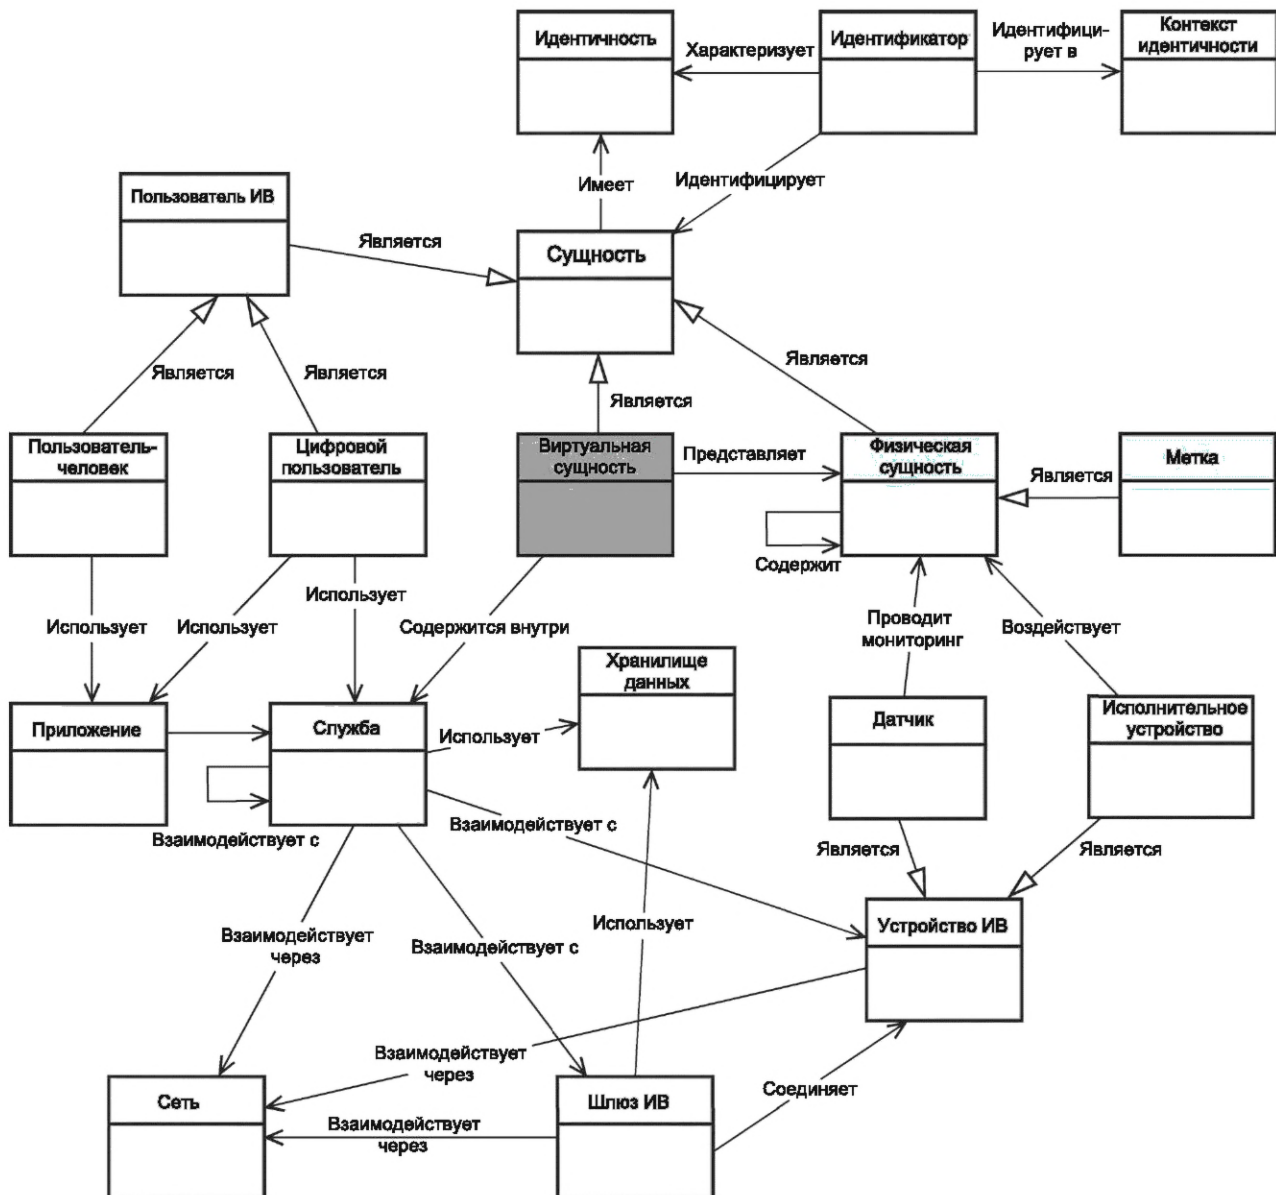 Идентичность
Идентификатор
Контекст
идентичности
Характеризует
Идентифици-
рует в
Пользователь ИВ
Имеет
Идентифицирует
Является
Сущность
Является
Является
Является
Является
Пользователь-
человек
Цифровой
пользователь
Виртуальная
сущность
Представляет
Физическая
сущность
Является
Метка
Содержит
Использует
Использует
Использует
Содержится внутри
Проводит
мониторинг
Воздействует
Хранилище
данных
Приложение
Служба
Использует
Датчик
Исполнительное
устройство
Взаимодействует с
Взаимодействует с
Является
Является
Взаимодействует
через
Взаимодействует с
Использует
Устройство ИВ
Взаимодействует
через
Соединяет
Сеть
Шлюз ИВ
Взаимодействует
через